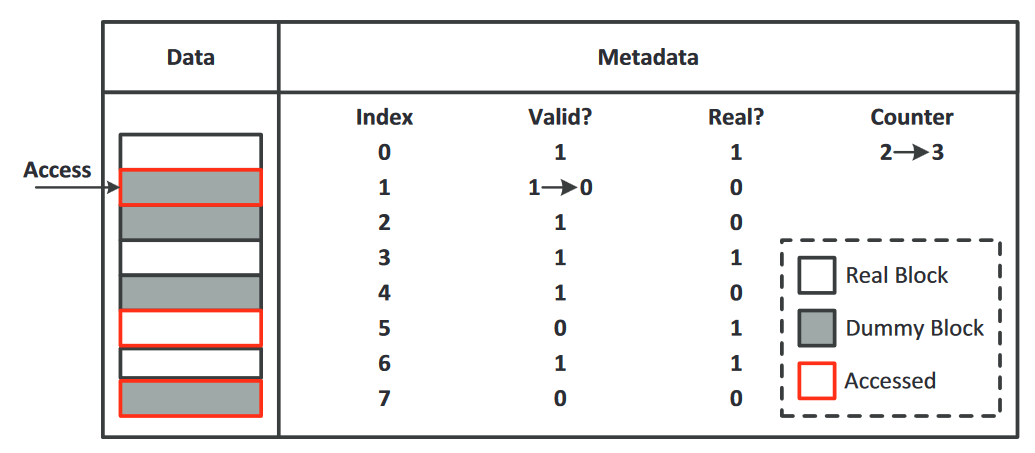 Data Metadata
Index Valid? Real? Counter
0 1 1 2→3
Access
1 1→0 0
2 1 0
3 1 1
4 1 0
5 0 1
6 1 1
7 0 0
Real Block
Dummy Block
Accessed